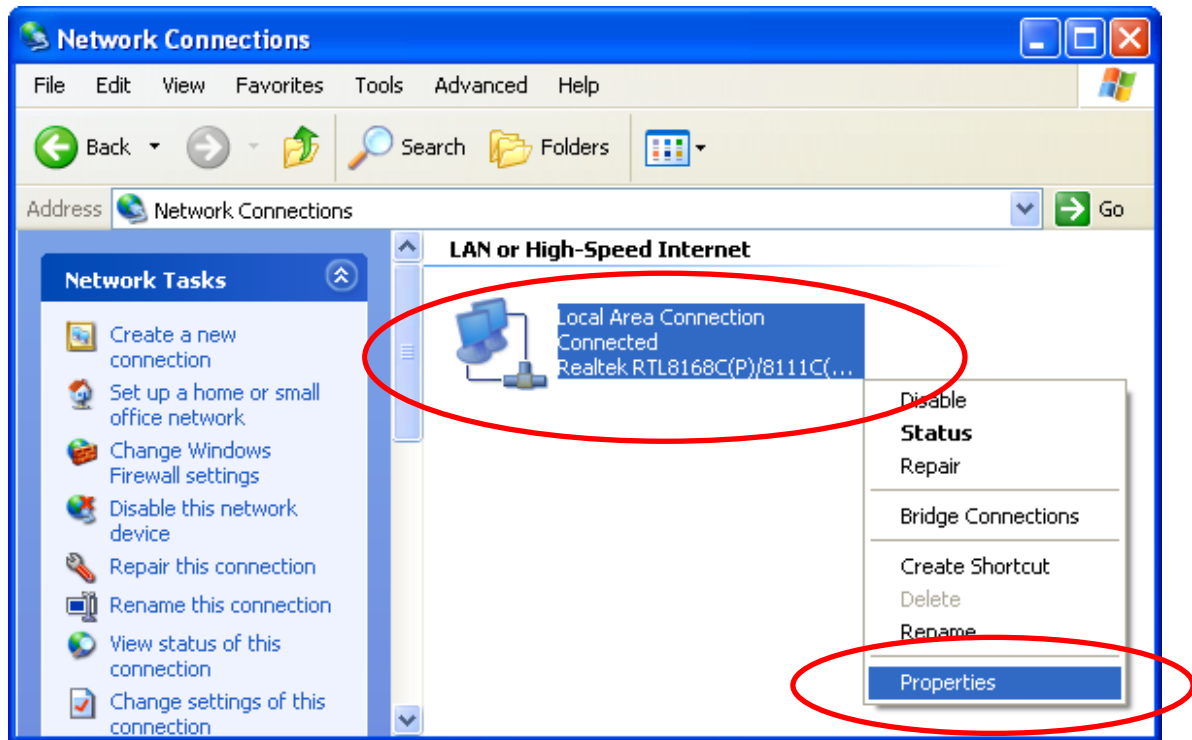 Network Connections
File Edit View Favorites Tools Advanced Help
Back Search Folders
Address Network Connections Go
Network Tasks
Create a new
connection
Set up a home or small
office network
Change Windows
Firewall settings
Disable this network
device
Repair this connection
Rename this connection
View status of this
connection
Change settings of this
connection
LAN or High-Speed Internet
Local Area Connection
Connected
Realtek RTL8168C(P)/8111C(...
Disable
Status
Repair
Bridge Connections
Create Shortcut
Delete
Rename
Properties